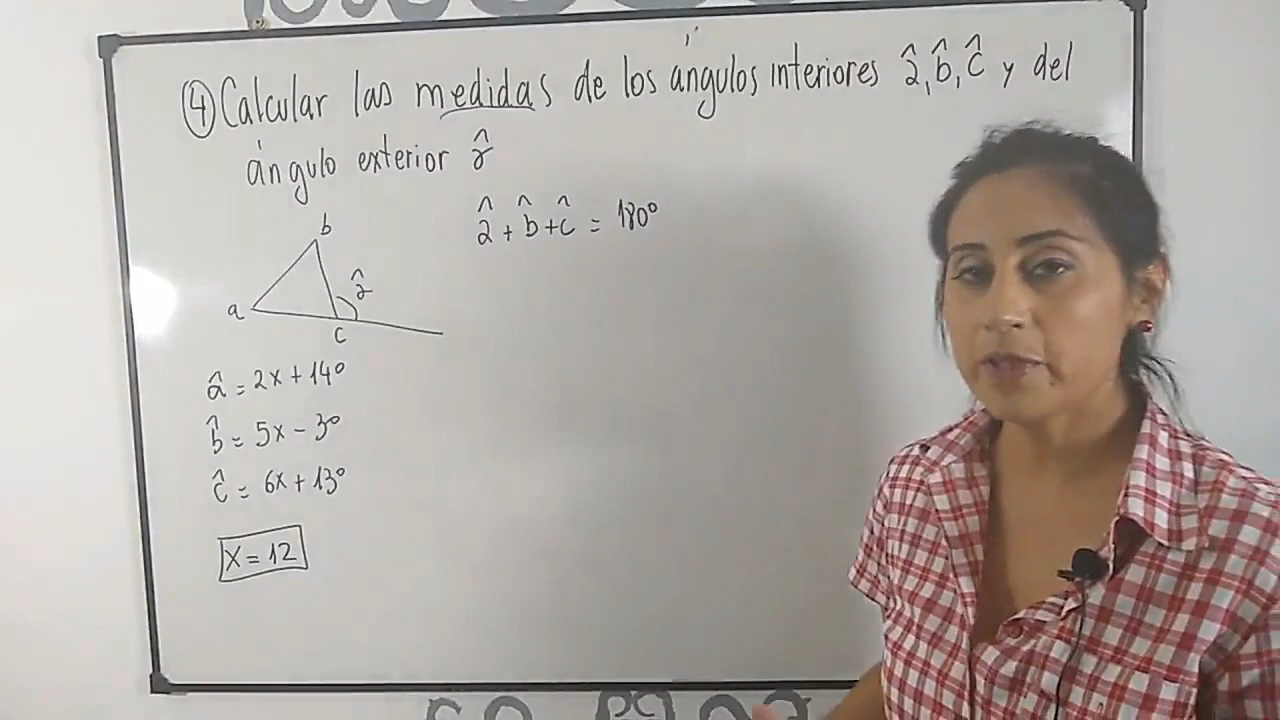 ④ Calcular las medidas de los ángulos interiores â, b̂, ĉ y del
ángulo exterior γ̂
â + b̂ + ĉ = 180°
b
γ̂
a
c
â = 2x + 14°
b̂ = 5x - 3°
ĉ = 6x + 13°
x = 12